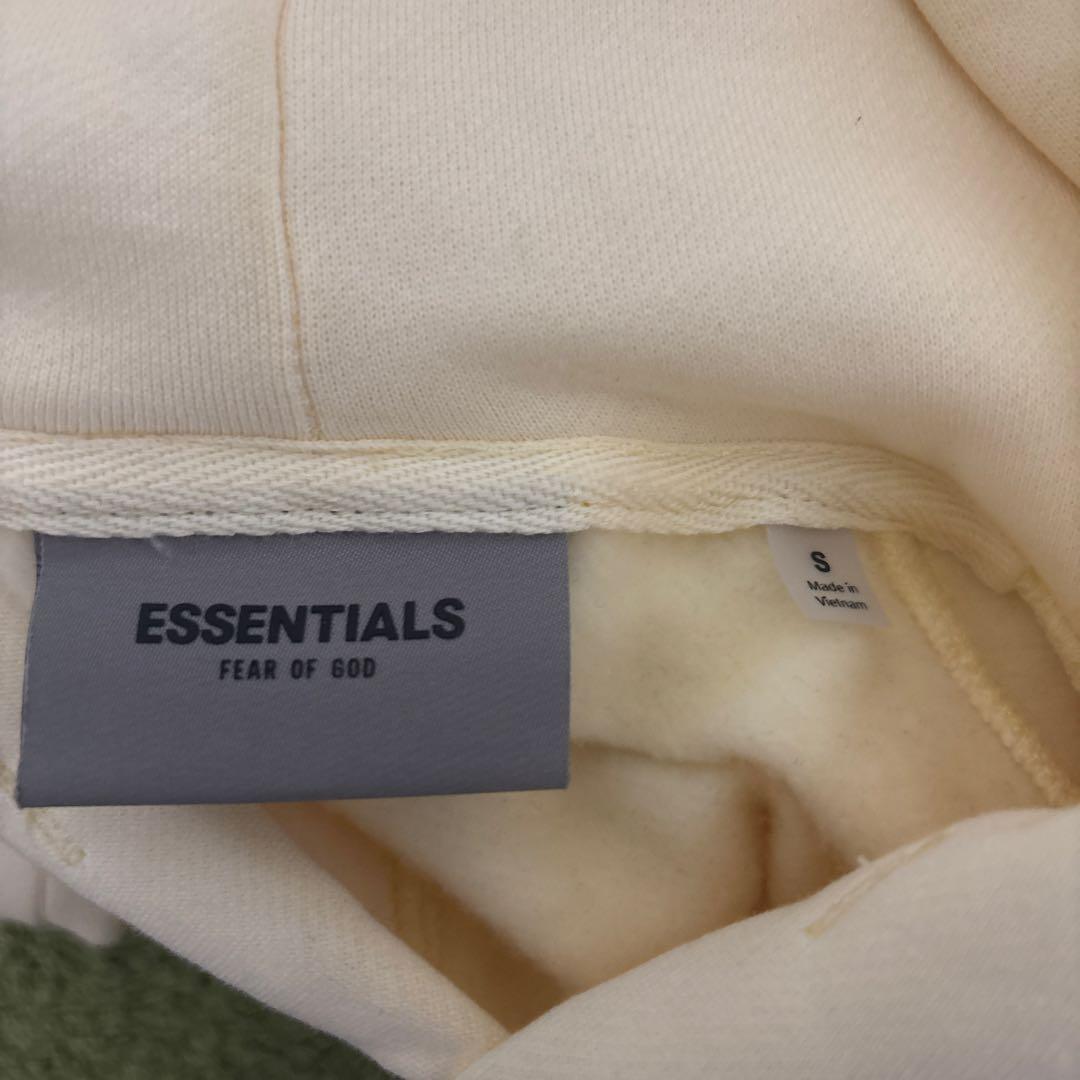 ESSENTIALS
FEAR OF GOD
S
Made in
Vietnam